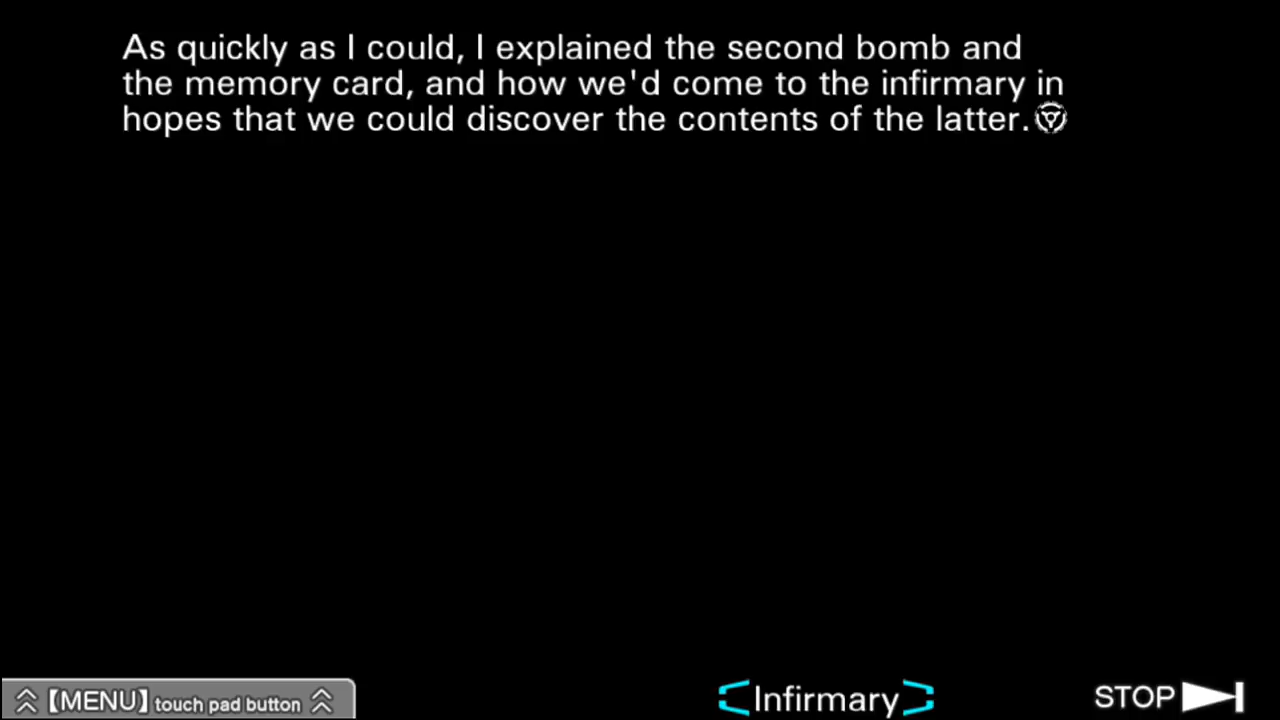 As quickly as I could, I explained the second bomb and
the memory card, and how we'd come to the infirmary in
hopes that we could discover the contents of the latter.
【MENU】 touch pad button
Infirmary
STOP